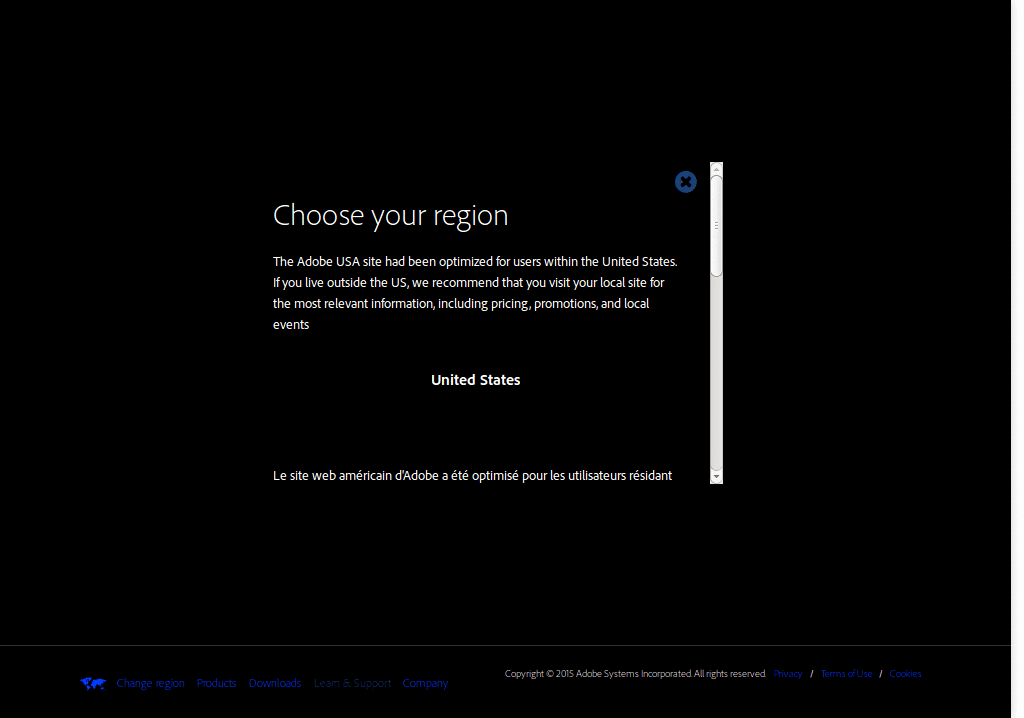 Choose your region
The Adobe USA site had been optimized for users within the United States.
If you live outside the US, we recommend that you visit your local site for
the most relevant information, including pricing, promotions, and local
events
United States
Le site web américain d'Adobe a été optimisé pour les utilisateurs résidant
Copyright © 2015 Adobe Systems Incorporated. All rights reserved. Privacy / Terms of Use / Cookies
Change region Products Downloads Learn & Support Company